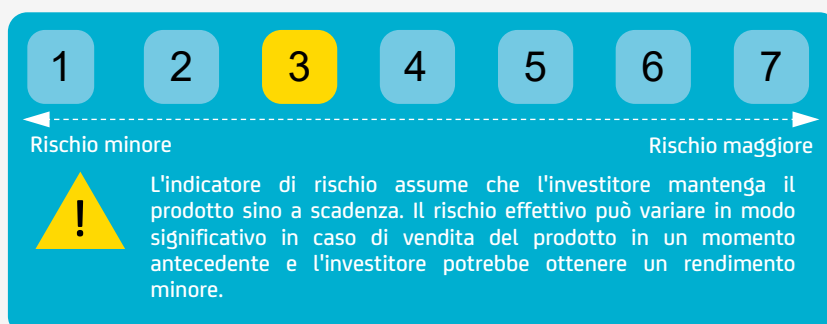 1 2 3 4 5 6 7
Rischio minore Rischio maggiore
!
L'indicatore di rischio assume che l'investitore mantenga il
prodotto sino a scadenza. Il rischio effettivo può variare in modo
significativo in caso di vendita del prodotto in un momento
antecedente e l'investitore potrebbe ottenere un rendimento
minore.